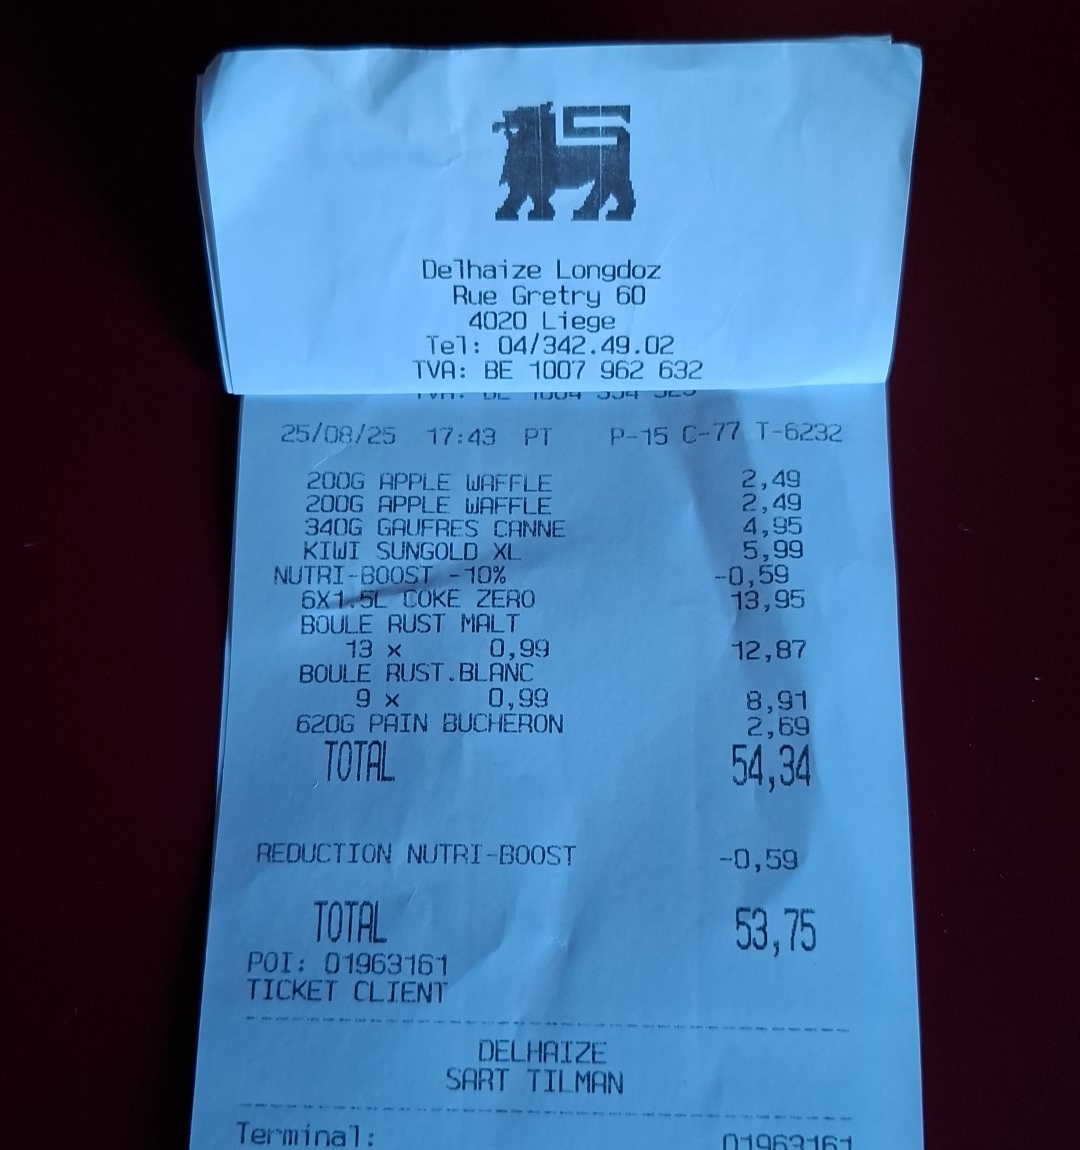 Delhaize Longdoz
Rue Gretry 60
4020 Liege
Tel: 04/342.49.02
TVA: BE 1007 962 632
25/08/25 17:43 PT P-15 C-77 T-6232
200G APPLE WAFFLE 2,49
200G APPLE WAFFLE 2,49
340G GAUFRES CANNE 4,95
KIWI SUNGOLD XL 5,99
NUTRI-BOOST -10% -0,59
6X1.5L COKE ZERO 13,95
BOULE RUST MALT
13 x 0,99 12,87
BOULE RUST.BLANC
9 x 0,99 8,91
620G PAIN BUCHERON 2,69
TOTAL 54,34
REDUCTION NUTRI-BOOST -0,59
TOTAL 53,75
POI: 01963161
TICKET CLIENT
DELHAIZE
SART TILMAN
Terminal: 01963161